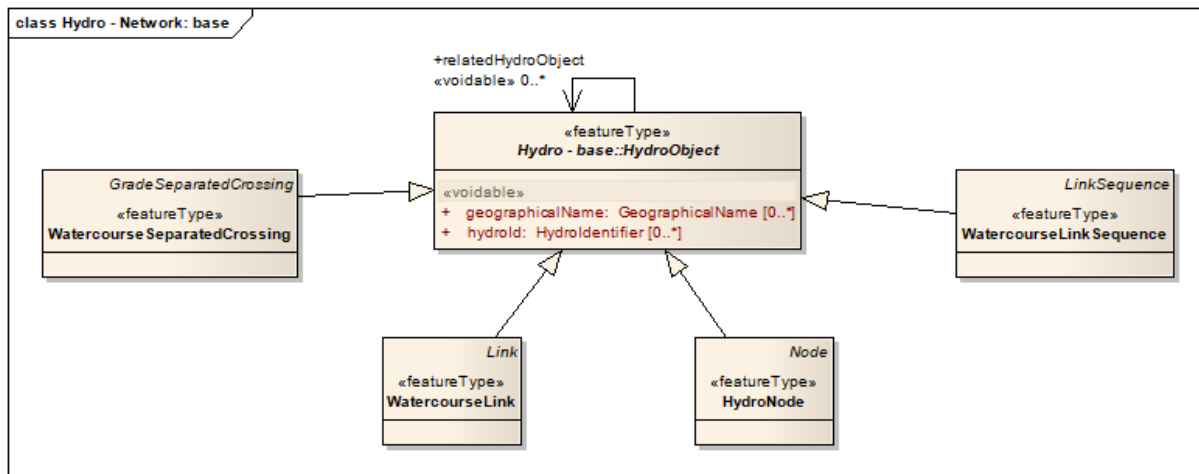 class Hydro - Network: base
+relatedHydroObject
«voidable» 0..*
«featureType»
Hydro - base::HydroObject
«voidable»
+ geographicalName: GeographicalName [0..*]
+ hydroId: HydroIdentifier [0..*]
GradeSeparatedCrossing
«featureType»
WatercourseSeparatedCrossing
LinkSequence
«featureType»
WatercourseLinkSequence
Link
«featureType»
WatercourseLink
Node
«featureType»
HydroNode